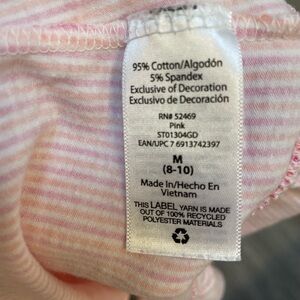 95% Cotton/Algodón
5% Spandex
Exclusive of Decoration
Exclusivo de Decoración
RN# 52469
Pink
ST01304GD
EAN/UPC 7 6913742397
M
(8-10)
Made In/Hecho En
Vietnam
THIS LABEL YARN IS MADE
OUT OF 100% RECYCLED
POLYESTER MATERIALS